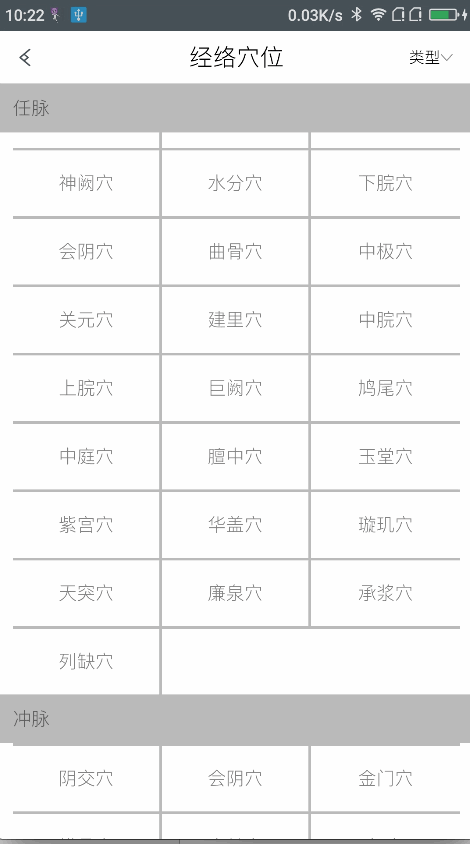 10:22 0.03K/s
经络穴位 类型
任脉
神阙穴 水分穴 下脘穴
会阴穴 曲骨穴 中极穴
关元穴 建里穴 中脘穴
上脘穴 巨阙穴 鸠尾穴
中庭穴 膻中穴 玉堂穴
紫宫穴 华盖穴 璇玑穴
天突穴 廉泉穴 承浆穴
列缺穴
冲脉
阴交穴 会阴穴 金门穴